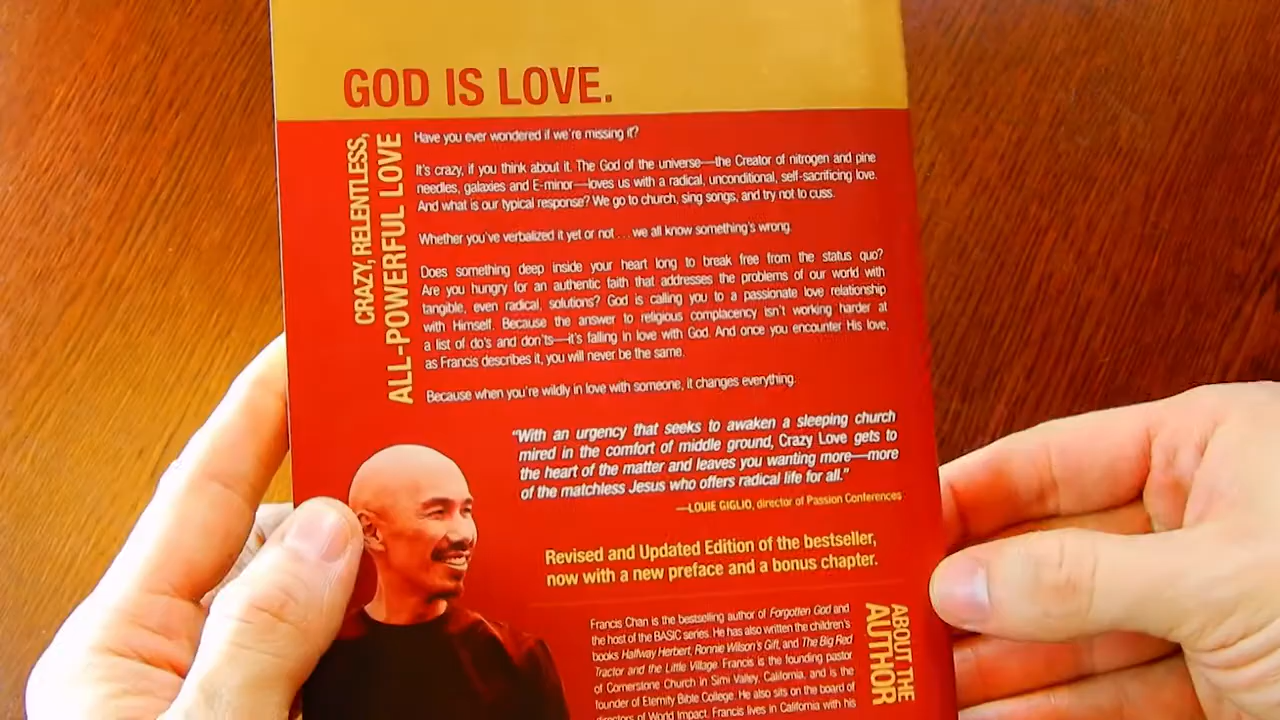 GOD IS LOVE.
CRAZY, RELENTLESS,
ALL-POWERFUL LOVE
Have you ever wondered if we're missing it?
It's crazy, if you think about it. The God of the universe—the Creator of nitrogen and pine
needles, galaxies and E-minor—loves us with a radical, unconditional, self-sacrificing love.
And what is our typical response? We go to church, sing songs, and try not to cuss.
Whether you've verbalized it yet or not . . . we all know something's wrong.
Does something deep inside your heart long to break free from the status quo?
Are you hungry for an authentic faith that addresses the problems of our world with
tangible, even radical, solutions? God is calling you to a passionate love relationship
with Himself. Because the answer to religious complacency isn't working harder at
a list of do's and don'ts—it's falling in love with God. And once you encounter His love,
as Francis describes it, you will never be the same.
Because when you're wildly in love with someone, it changes everything.
"With an urgency that seeks to awaken a sleeping church
mired in the comfort of middle ground, Crazy Love gets to
the heart of the matter and leaves you wanting more—more
of the matchless Jesus who offers radical life for all."
—LOUIE GIGLIO, director of Passion Conferences
Revised and Updated Edition of the bestseller,
now with a new preface and a bonus chapter.
ABOUT THE
AUTHOR
Francis Chan is the bestselling author of Forgotten God and
the host of the BASIC series. He has also written the children's
books Halfway Herbert, Ronnie Wilson's Gift, and The Big Red
Tractor and the Little Village. Francis is the founding pastor
of Cornerstone Church in Simi Valley, California, and is the
founder of Eternity Bible College. He also sits on the board of
directors of World Impact. Francis lives in California with his